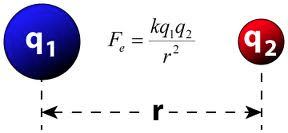 q₁ Fₑ = kq₁q₂ / r² q₂
r